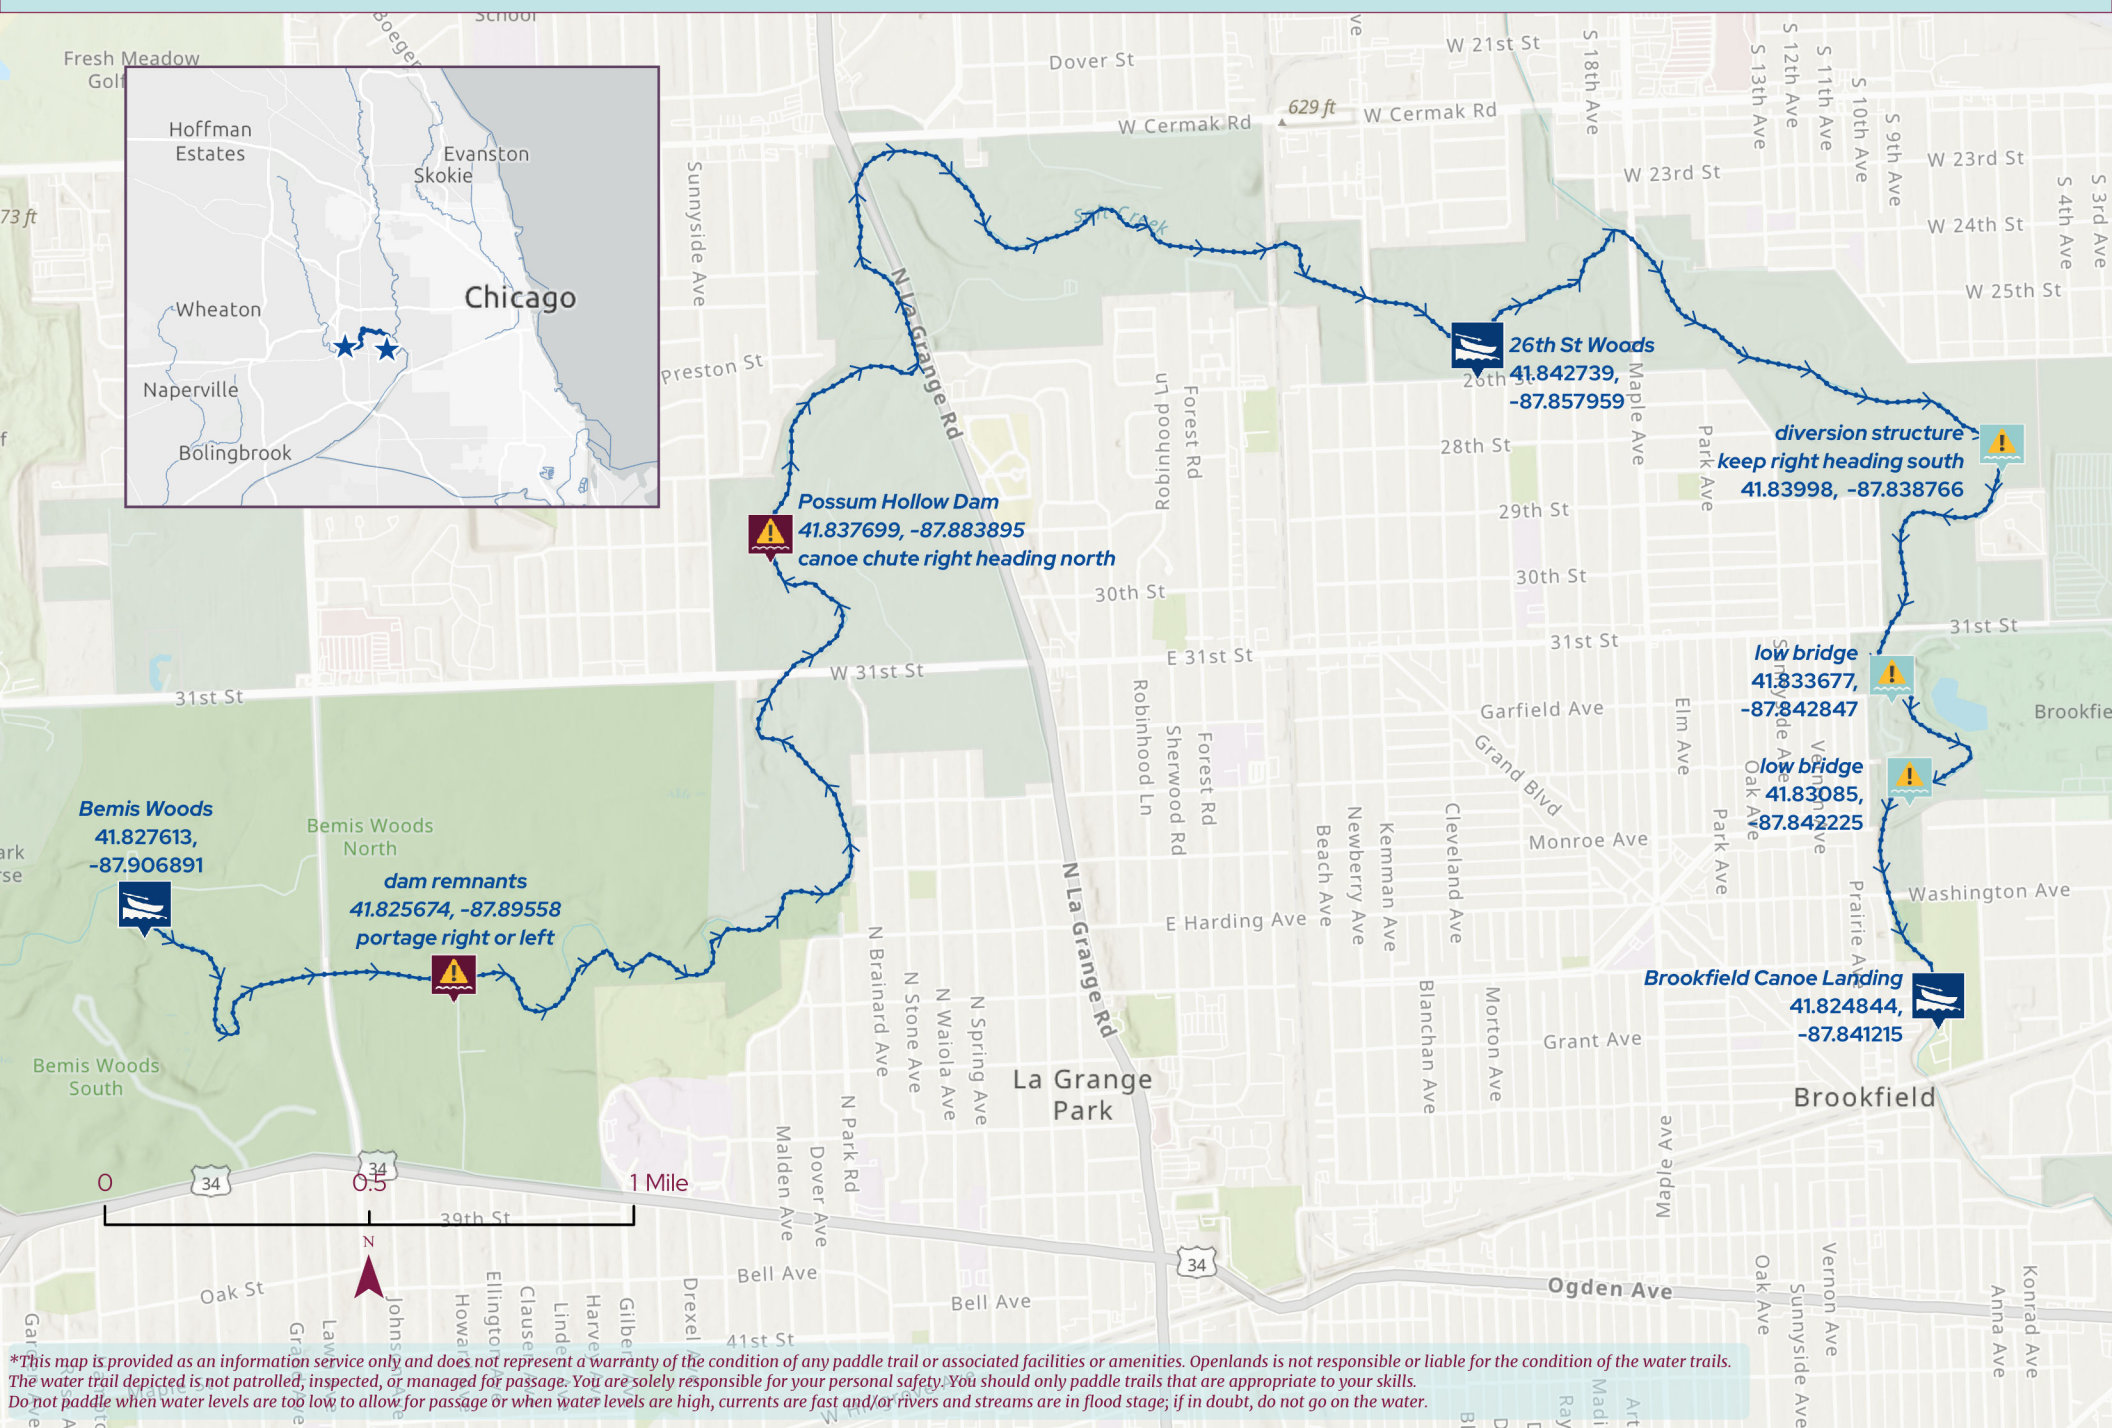 School
Boeger
Fresh Meadow
Golf
Dover St
W 21st St
S 18th Ave
S 13th Ave
S 12th Ave
S 11th Ave
S 10th Ave
S 9th Ave
629 ft
W Cermak Rd
W Cermak Rd
Hoffman
Estates
Evanston
Skokie
Wheaton
Chicago
Naperville
Bolingbrook
Sunnyside Ave
73 ft
W 23rd St
W 23rd St
S 4th Ave
S 3rd Ave
W 24th St
W 25th St
Salt Creek
N La Grange Rd
Preston St
26th St Woods
41.842739,
-87.857959
26th St
Maple Ave
Robinhood Ln
Forest Rd
28th St
Park Ave
diversion structure
keep right heading south
41.83998, -87.838766
Possum Hollow Dam
41.837699, -87.883895
canoe chute right heading north
29th St
30th St
30th St
31st St
31st St
E 31st St
W 31st St
31st St
low bridge
41.833677,
-87.842847
Sunnyside Ave
Brookfie
Robinhood Ln
Sherwood Rd
Forest Rd
Garfield Ave
Grand Blvd
Elm Ave
Oak Ave
Vernon Ave
low bridge
41.83085,
-87.842225
Bemis Woods
41.827613,
-87.906891
Bemis Woods
North
ark
rse
dam remnants
41.825674, -87.89558
portage right or left
Beach Ave
Newberry Ave
Kemman Ave
Cleveland Ave
Monroe Ave
Park Ave
Prairie Ave
Washington Ave
E Harding Ave
N La Grange Rd
N Brainard Ave
N Stone Ave
N Waiola Ave
N Spring Ave
Blanchan Ave
Morton Ave
Brookfield Canoe Landing
41.824844,
-87.841215
Grant Ave
Bemis Woods
South
La Grange
Park
Brookfield
N Park Rd
Malden Ave
Dover Ave
Maple Ave
34
34
34
0
0.5
1 Mile
39th St
N
Bell Ave
Bell Ave
Oak St
Ogden Ave
41st St
Drexel Ave
Oak Ave
Sunnyside Ave
Vernon Ave
Anna Ave
Konrad Ave
*This map is provided as an information service only and does not represent a warranty of the condition of any paddle trail or associated facilities or amenities. Openlands is not responsible or liable for the condition of the water trails.
The water trail depicted is not patrolled, inspected, or managed for passage. You are solely responsible for your personal safety. You should only paddle trails that are appropriate to your skills.
Do not paddle when water levels are too low to allow for passage or when water levels are high, currents are fast and/or rivers and streams are in flood stage; if in doubt, do not go on the water.